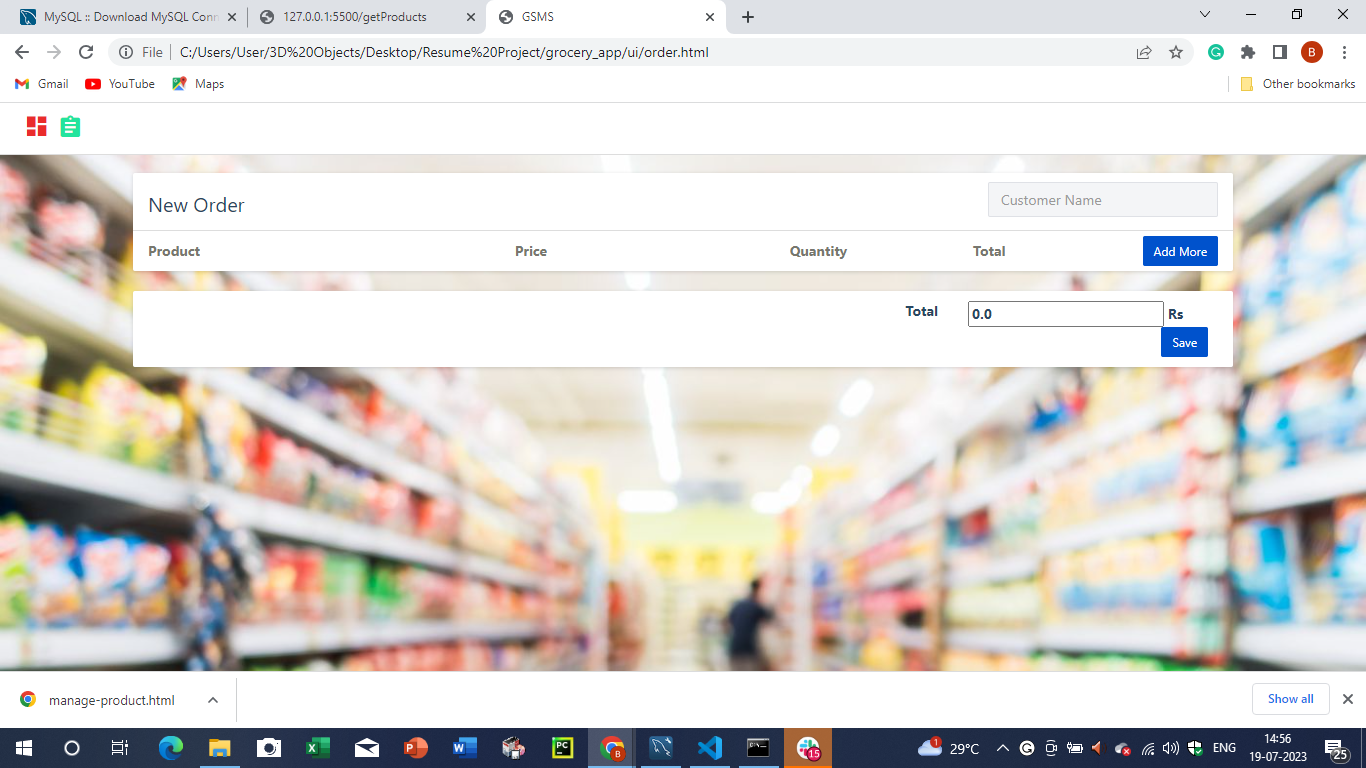 MySQL :: Download MySQL Conn
127.0.0.1:5500/getProducts
GSMS
File
C:/Users/User/3D%20Objects/Desktop/Resume%20Project/grocery_app/ui/order.html
B
Gmail
YouTube
Maps
Other bookmarks
New Order
Customer Name
Product
Price
Quantity
Total
Add More
Total
0.0
Rs
Save
manage-product.html
Show all
29°C
ENG
14:56
19-07-2023
25
15